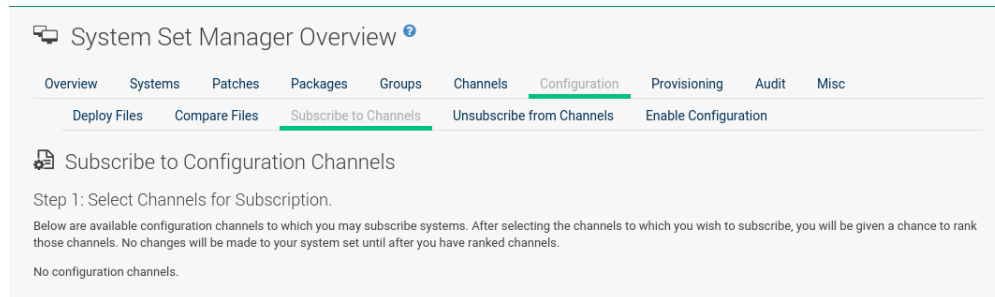 System Set Manager Overview ?
Overview Systems Patches Packages Groups Channels Configuration Provisioning Audit Misc
Deploy Files Compare Files Subscribe to Channels Unsubscribe from Channels Enable Configuration
Subscribe to Configuration Channels
Step 1: Select Channels for Subscription.
Below are available configuration channels to which you may subscribe systems. After selecting the channels to which you wish to subscribe, you will be given a chance to rank
those channels. No changes will be made to your system set until after you have ranked channels.
No configuration channels.